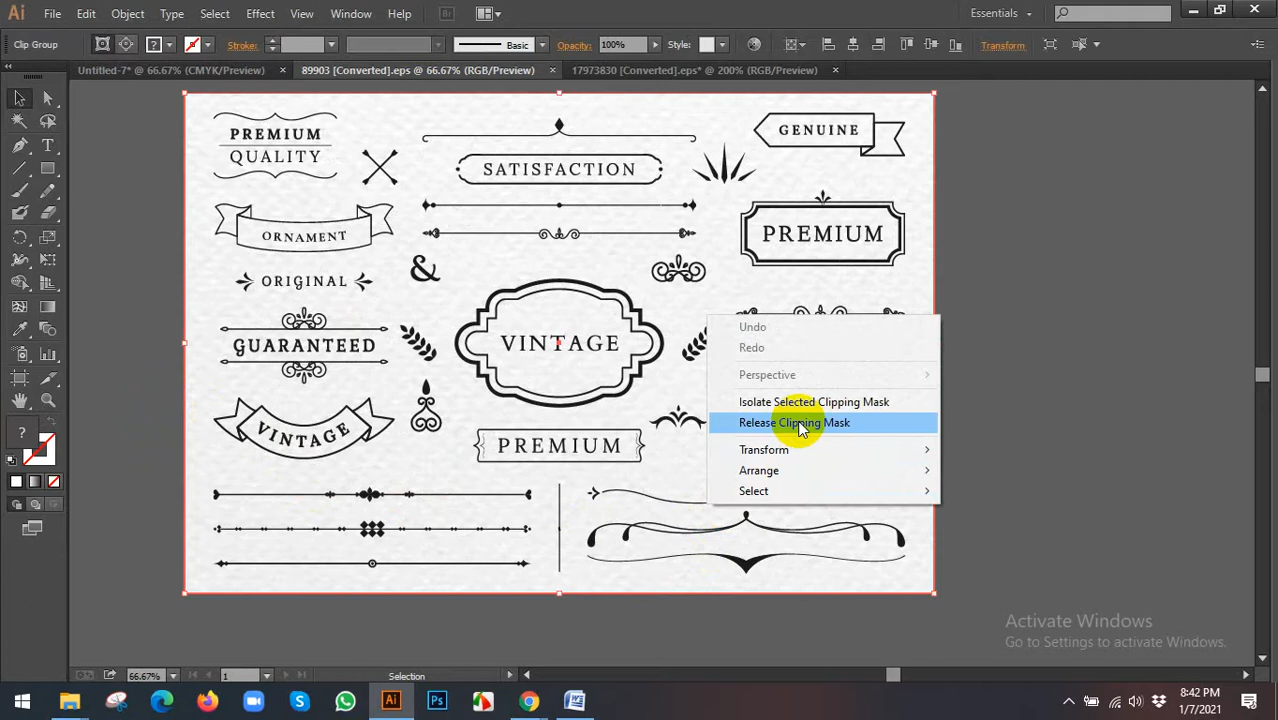 Ai File Edit Object Type Select Effect View Window Help Br Essentials
Clip Group ? Stroke: Basic Opacity: 100% Style: Transform
Untitled-7* @ 66.67% (CMYK/Preview) × 89903 [Converted].eps @ 66.67% (RGB/Preview) × 17973830 [Converted].eps* @ 200% (RGB/Preview) ×
PREMIUM
QUALITY
SATISFACTION
GENUINE
ORNAMENT
PREMIUM
ORIGINAL
&
GUARANTEED
VINTAGE
VINTAGE
PREMIUM
Undo
Redo
Perspective
Isolate Selected Clipping Mask
Release Clipping Mask
Transform
Arrange
Select
?
Activate Windows
Go to Settings to activate Windows.
66.67% 1 Selection
Ai Ps
8:42 PM
1/7/2021